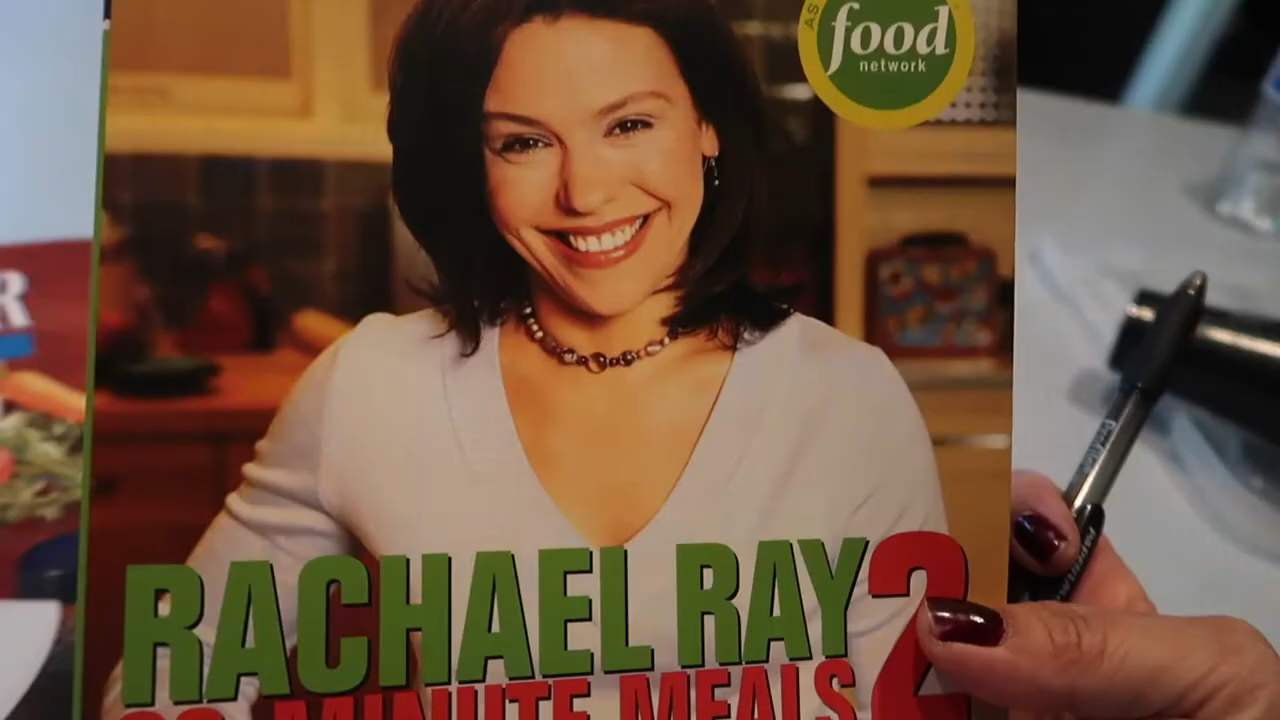 AS
food
network
R
RACHAEL RAY 2
30-MINUTE MEALS